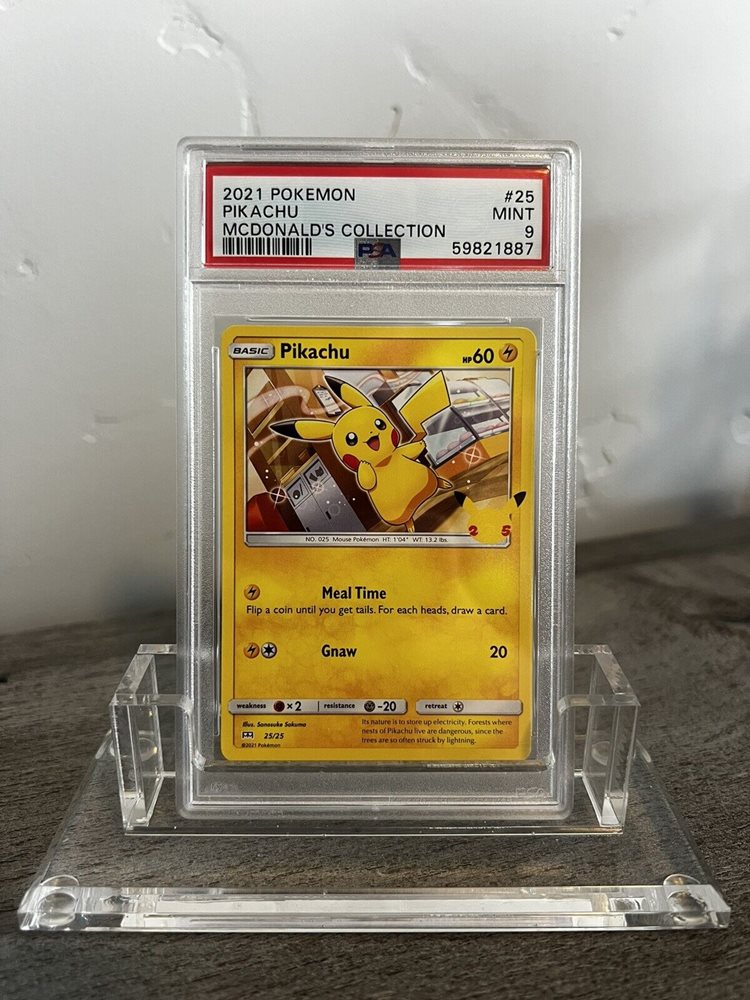 2021 POKEMON #25
PIKACHU MINT
MCDONALD'S COLLECTION 9
PSA 59821887
BASIC Pikachu HP60
25
NO. 025 Mouse Pokémon HT: 1'04" WT: 13.2 lbs.
Meal Time
Flip a coin until you get tails. For each heads, draw a card.
Gnaw 20
weakness ×2 resistance -20 retreat
Illus. Sanosuke Sakuma
25/25
©2021 Pokémon
Its nature is to store up electricity. Forests where
nests of Pikachu live are dangerous, since the
trees are so often struck by lightning.